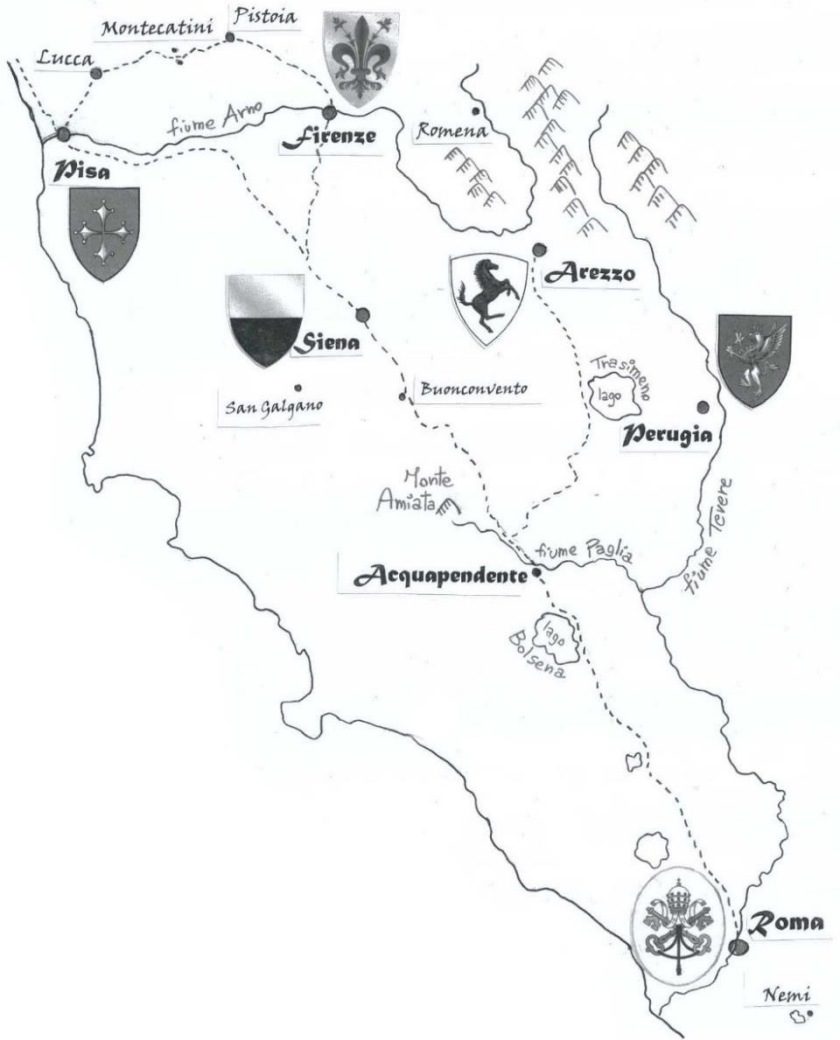 Pistoia
Montecatini
Lucca
fiume Arno
Firenze
Romena
Pisa
Arezzo
Siena
Trasimeno
lago
Buonconvento
San Galgano
Perugia
Monte
Amiata
fiume Tevere
fiume Paglia
Acquapendente
lago
Bolsena
Roma
Nemi